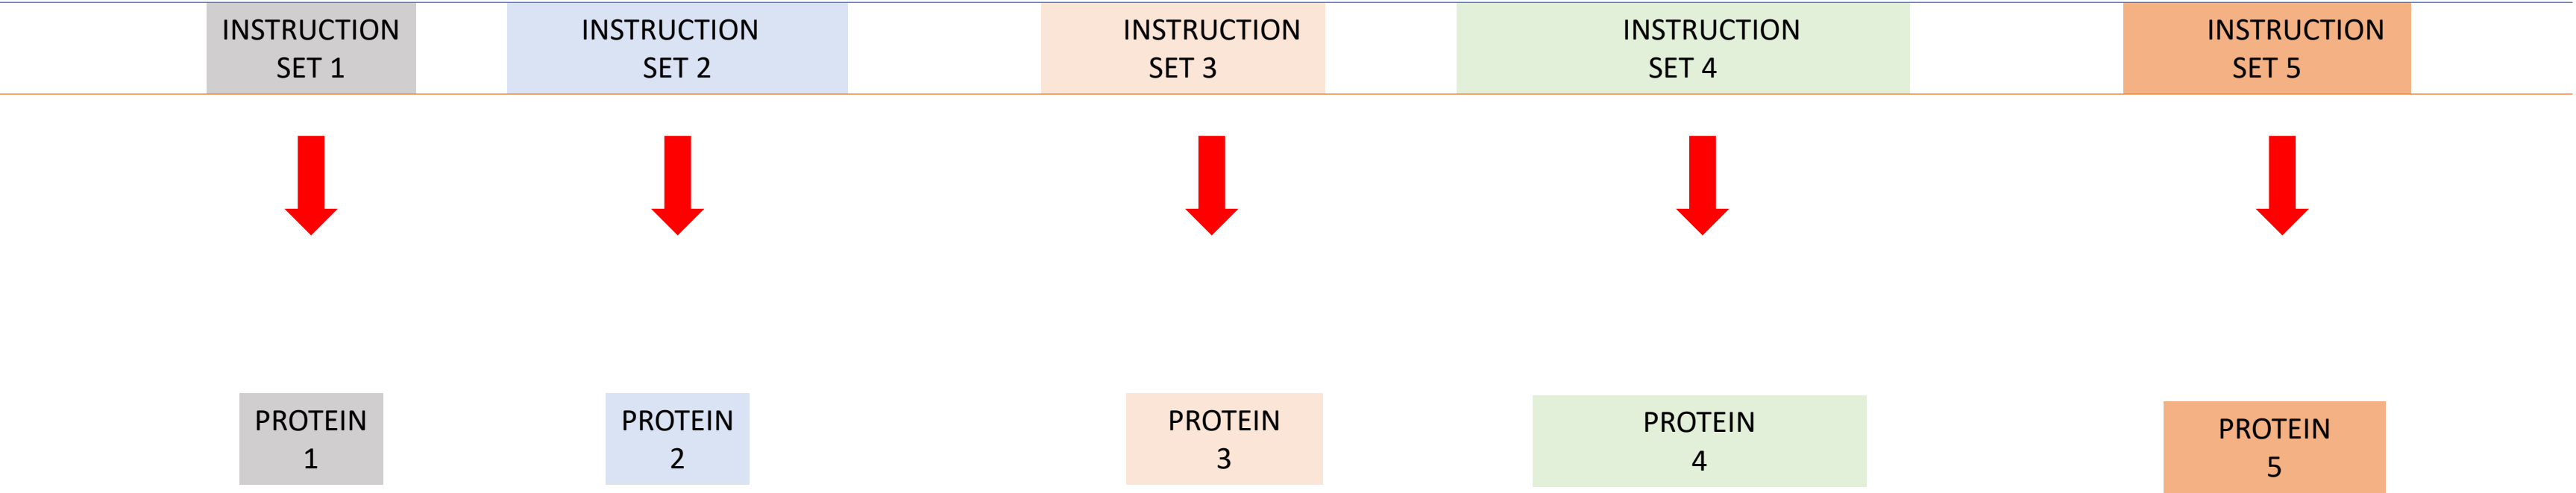 INSTRUCTION
SET 1
INSTRUCTION
SET 2
INSTRUCTION
SET 3
INSTRUCTION
SET 4
INSTRUCTION
SET 5
PROTEIN
1
PROTEIN
2
PROTEIN
3
PROTEIN
4
PROTEIN
5